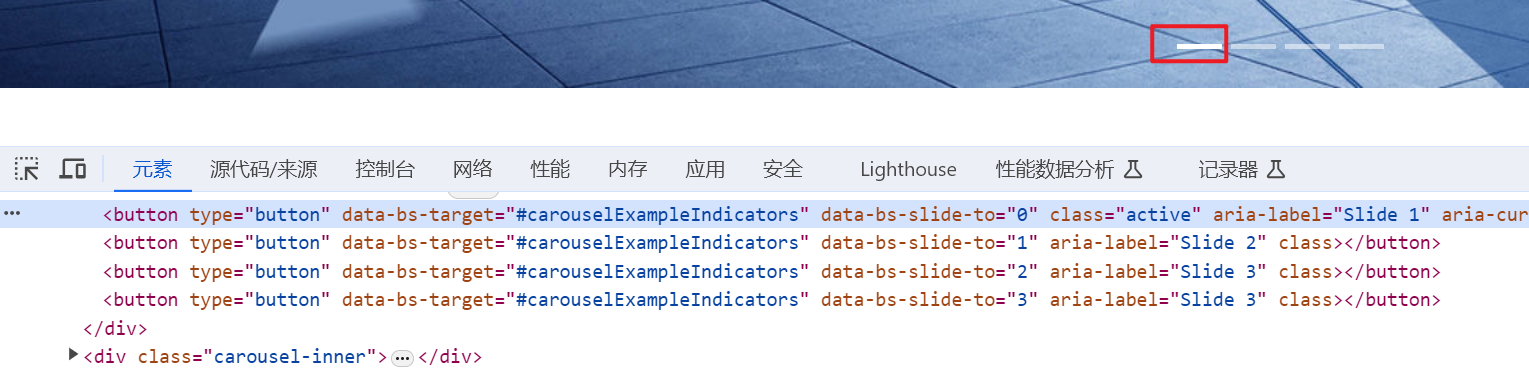 元素 源代码/来源 控制台 网络 性能 内存 应用 安全 Lighthouse 性能数据分析 记录器
<button type="button" data-bs-target="#carouselExampleIndicators" data-bs-slide-to="0" class="active" aria-label="Slide 1" aria-cur
<button type="button" data-bs-target="#carouselExampleIndicators" data-bs-slide-to="1" aria-label="Slide 2" class></button>
<button type="button" data-bs-target="#carouselExampleIndicators" data-bs-slide-to="2" aria-label="Slide 3" class></button>
<button type="button" data-bs-target="#carouselExampleIndicators" data-bs-slide-to="3" aria-label="Slide 3" class></button>
</div>
<div class="carousel-inner">…</div>